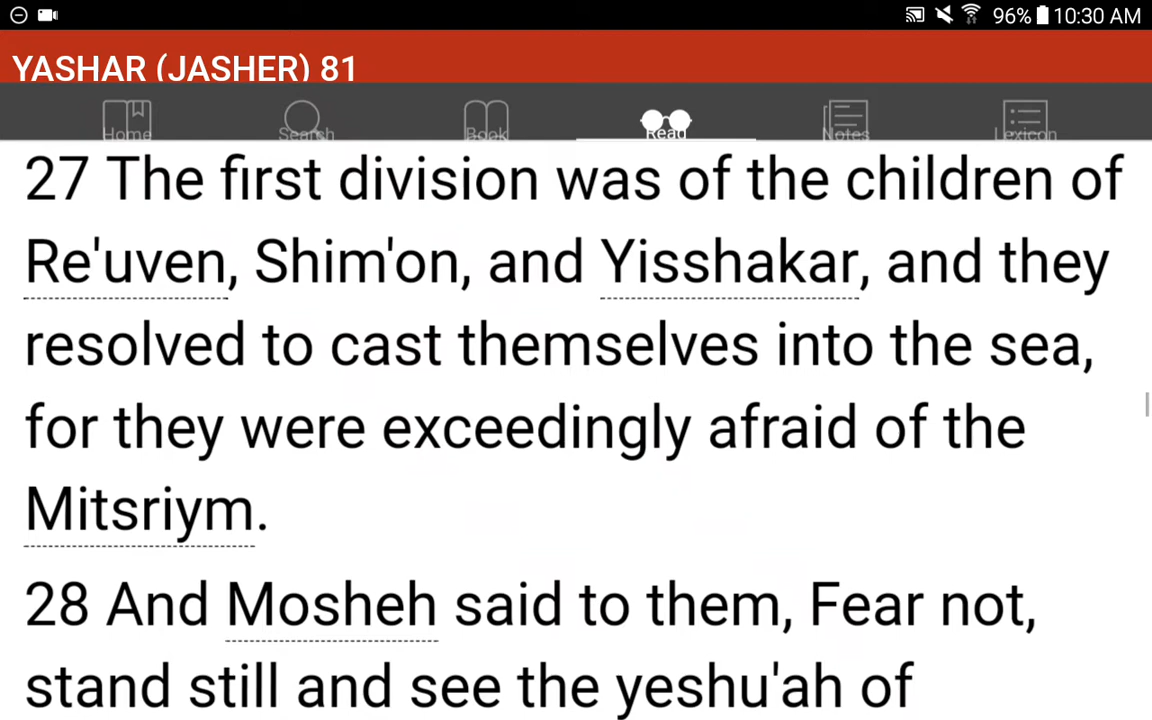 96% 10:30 AM
YASHAR (JASHER) 81
Home Search Book Read Notes Lexicon
27 The first division was of the children of
Re'uven, Shim'on, and Yisshakar, and they
resolved to cast themselves into the sea,
for they were exceedingly afraid of the
Mitsriym.
28 And Mosheh said to them, Fear not,
stand still and see the yeshu'ah of